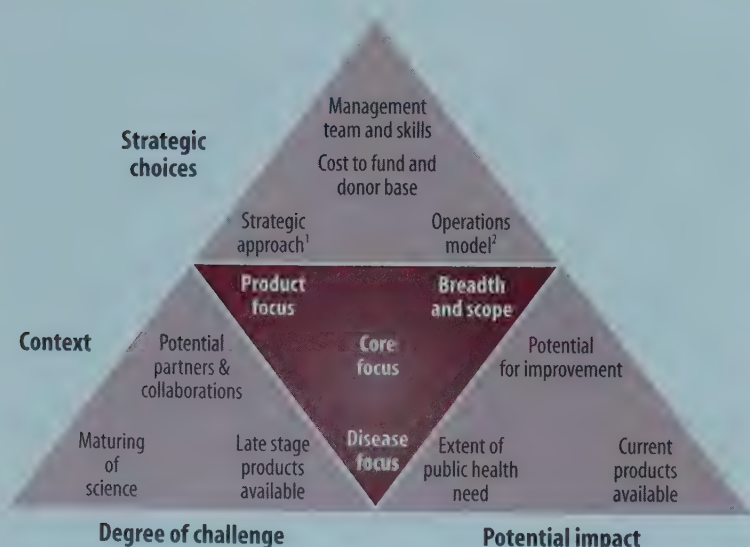 Strategic
choices
Management
team and skills
Cost to fund and
donor base
Strategic
approach¹
Operations
model²
Product
focus
Breadth
and scope
Core
focus
Disease
focus
Context
Potential
partners &
collaborations
Maturing
of
science
Late stage
products
available
Potential
for improvement
Extent of
public health
need
Current
products
available
Degree of challenge
Potential impact